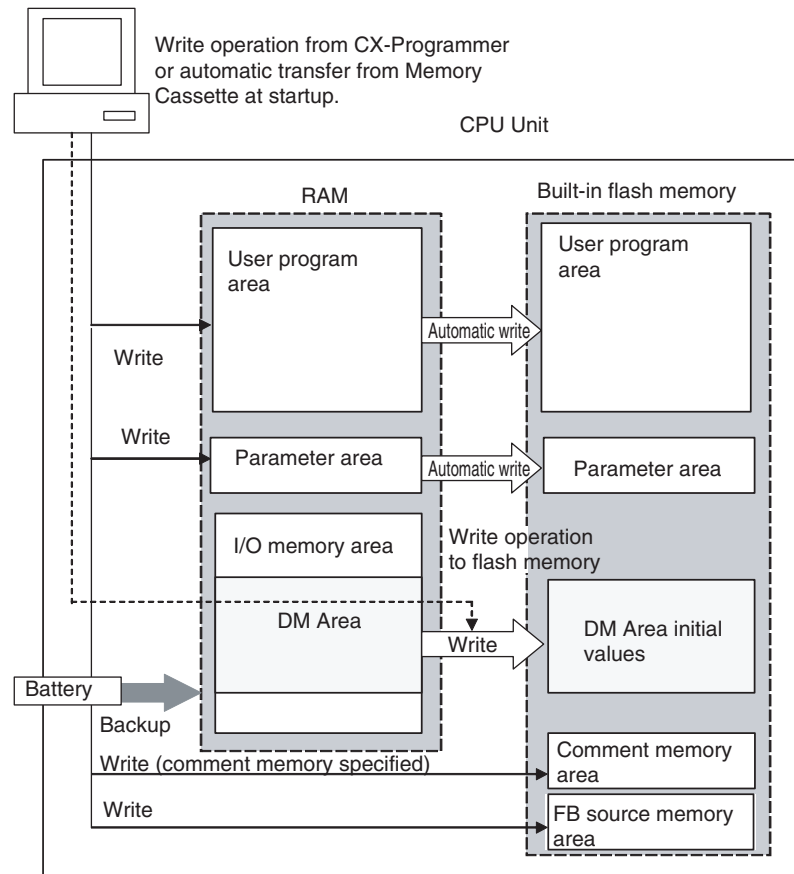 Write operation from CX-Programmer
or automatic transfer from Memory
Cassette at startup.
CPU Unit
RAM
Built-in flash memory
User program
area
User program
area
Automatic write
Write
Write
Parameter area
Automatic write
Parameter area
I/O memory area
Write operation
to flash memory
DM Area
Write
DM Area initial
values
Battery
Backup
Write (comment memory specified)
Comment memory
area
Write
FB source memory
area